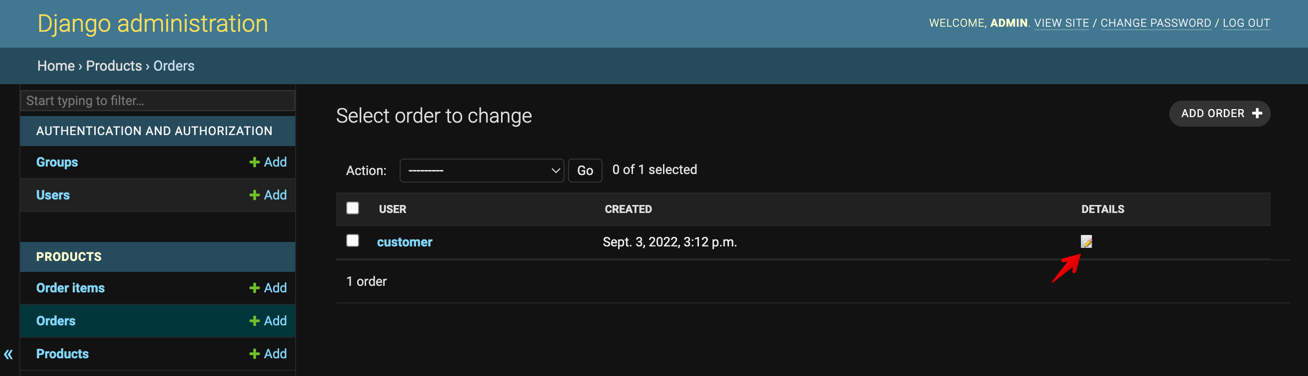 Django administration
WELCOME, ADMIN. VIEW SITE / CHANGE PASSWORD / LOG OUT
Home › Products › Orders
Start typing to filter...
AUTHENTICATION AND AUTHORIZATION
Groups + Add
Users + Add
PRODUCTS
Order items + Add
Orders + Add
Products + Add
«
Select order to change
ADD ORDER +
Action: --------- Go 0 of 1 selected
USER CREATED DETAILS
customer Sept. 3, 2022, 3:12 p.m.
1 order